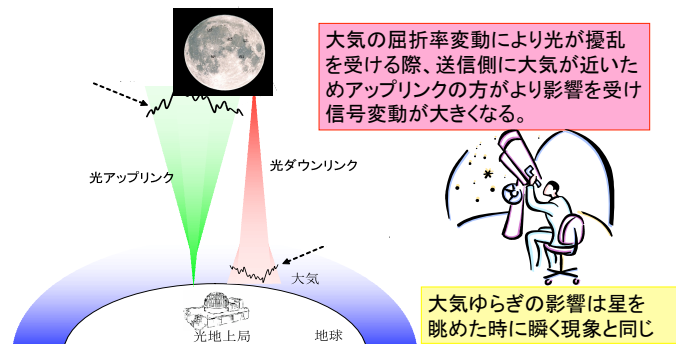 大気の屈折率変動により光が擾乱
を受ける際、送信側に大気が近いた
めアップリンクの方がより影響を受け
信号変動が大きくなる。
光アップリンク
光ダウンリンク
大気
光地上局
地球
大気ゆらぎの影響は星を
眺めた時に瞬く現象と同じ